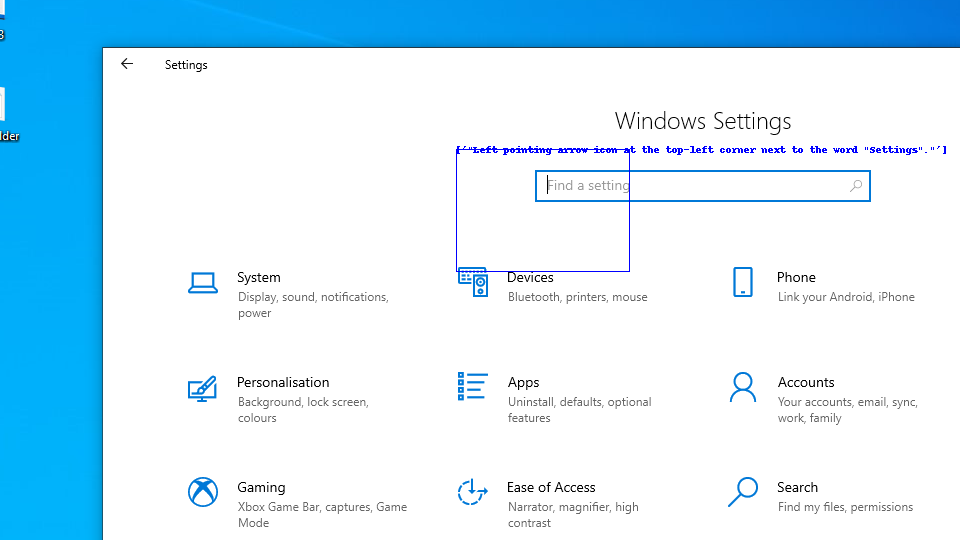 3
lder
Settings
Windows Settings
['"Left pointing arrow icon at the top-left corner next to the word "Settings"."']
Find a setting
System
Display, sound, notifications,
power
Devices
Bluetooth, printers, mouse
Phone
Link your Android, iPhone
Personalisation
Background, lock screen,
colours
Apps
Uninstall, defaults, optional
features
Accounts
Your accounts, email, sync,
work, family
Gaming
Xbox Game Bar, captures, Game
Mode
Ease of Access
Narrator, magnifier, high
contrast
Search
Find my files, permissions